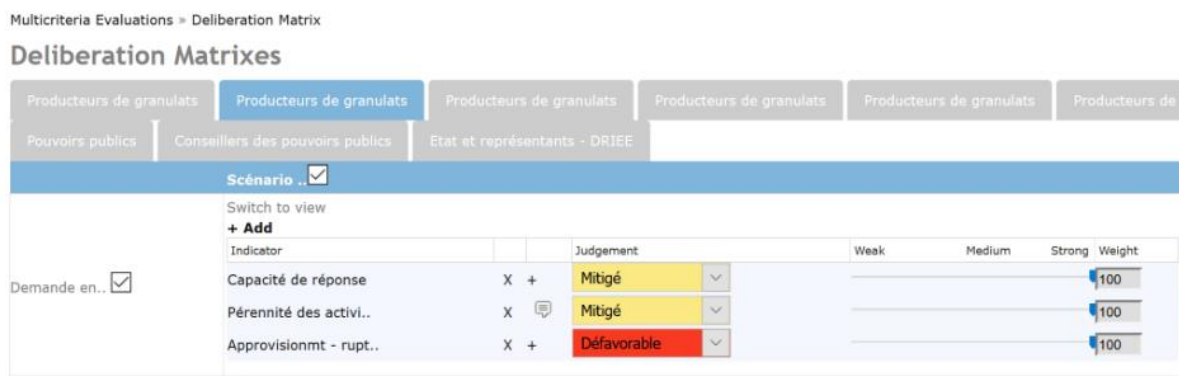 Multicriteria Evaluations » Deliberation Matrix
Deliberation Matrixes
Producteurs de granulats Producteurs de granulats Producteurs de granulats Producteurs de granulats Producteurs de granulats Producteurs de
Pouvoirs publics Conseillers des pouvoirs publics Etat et représentants - DRIEE
Scénario ..
Switch to view
+ Add
Indicator Judgement Weak Medium Strong Weight
Demande en..
Capacité de réponse X + Mitigé 100
Pérennité des activi.. X Mitigé 100
Approvisionmt - rupt.. X + Défavorable 100